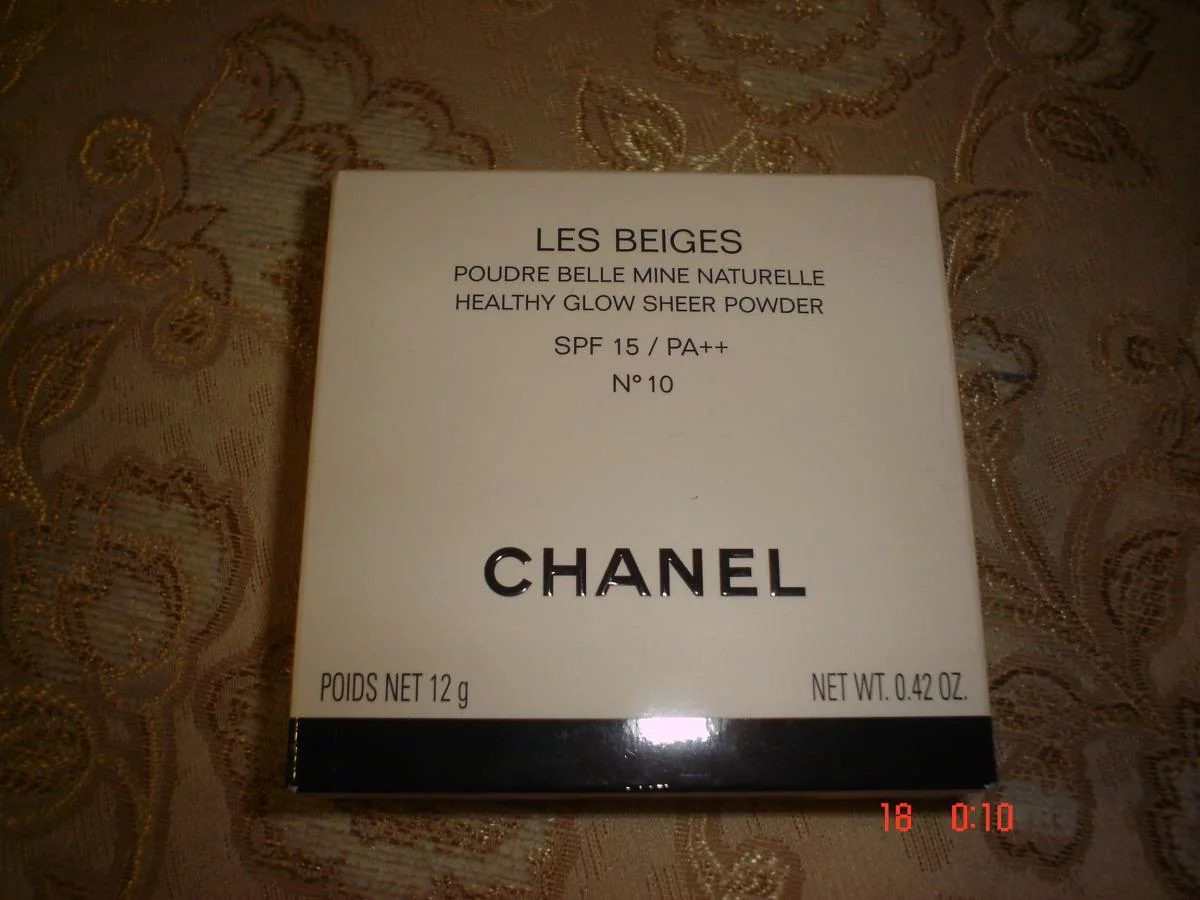 LES BEIGES
POUDRE BELLE MINE NATURELLE
HEALTHY GLOW SHEER POWDER
SPF 15 / PA++
N° 10
CHANEL
POIDS NET 12 g NET WT. 0.42 OZ.
18 0:10